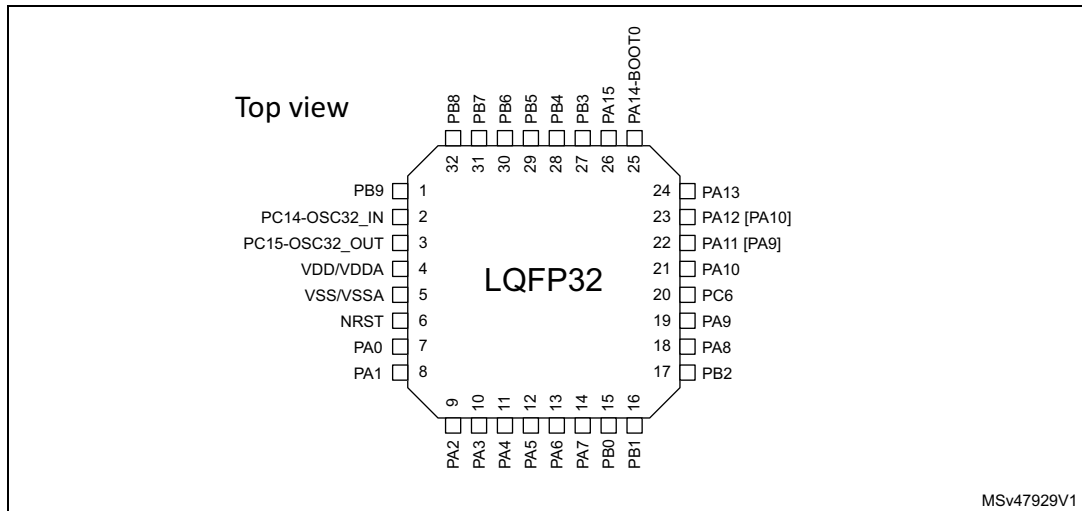 Top view
PB8
PB7
PB6
PB5
PB4
PB3
PA15
PA14-BOOT0
32
31
30
29
28
27
26
25
PB9 1
PC14-OSC32_IN 2
PC15-OSC32_OUT 3
VDD/VDDA 4
VSS/VSSA 5
NRST 6
PA0 7
PA1 8
LQFP32
24 PA13
23 PA12 [PA10]
22 PA11 [PA9]
21 PA10
20 PC6
19 PA9
18 PA8
17 PB2
9
10
11
12
13
14
15
16
PA2
PA3
PA4
PA5
PA6
PA7
PB0
PB1
MSv47929V1